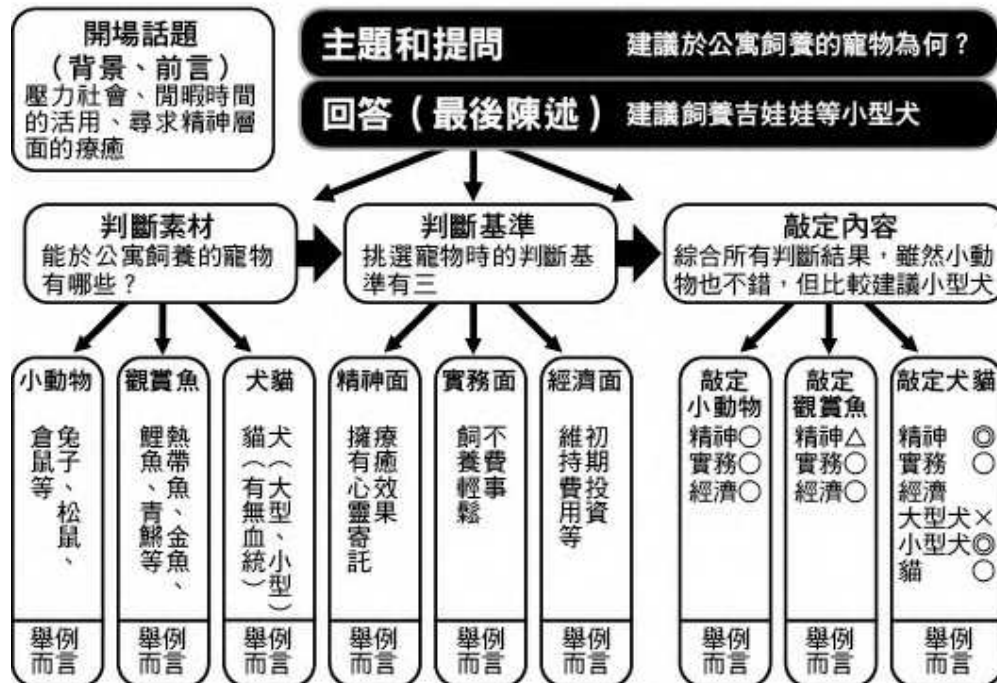 開場話題
（背景、前言）
壓力社會、閒暇時間
的活用、尋求精神層
面的療癒
主題和提問 建議於公寓飼養的寵物為何？
回答（最後陳述） 建議飼養吉娃娃等小型犬
判斷素材
能於公寓飼養的寵物
有哪些？
判斷基準
挑選寵物時的判斷基
準有三
敲定內容
綜合所有判斷結果，雖然小動
物也不錯，但比較建議小型犬
小動物
兔子、松鼠、
倉鼠等
舉例
而言
觀賞魚
熱帶魚、金魚、
鯉魚、青鱂等
舉例
而言
犬貓
犬（大型、小型）
貓（有無血統）
舉例
而言
精神面
療癒效果
擁有心靈寄託
舉例
而言
實務面
不費事
飼養輕鬆
舉例
而言
經濟面
初期投資
維持費用等
舉例
而言
敲定
小動物
精神○
實務○
經濟○
舉例
而言
敲定
觀賞魚
精神△
實務○
經濟○
舉例
而言
敲定犬貓
精神 ◎
實務 ○
經濟
大型犬×
小型犬◎
貓 ○
舉例
而言